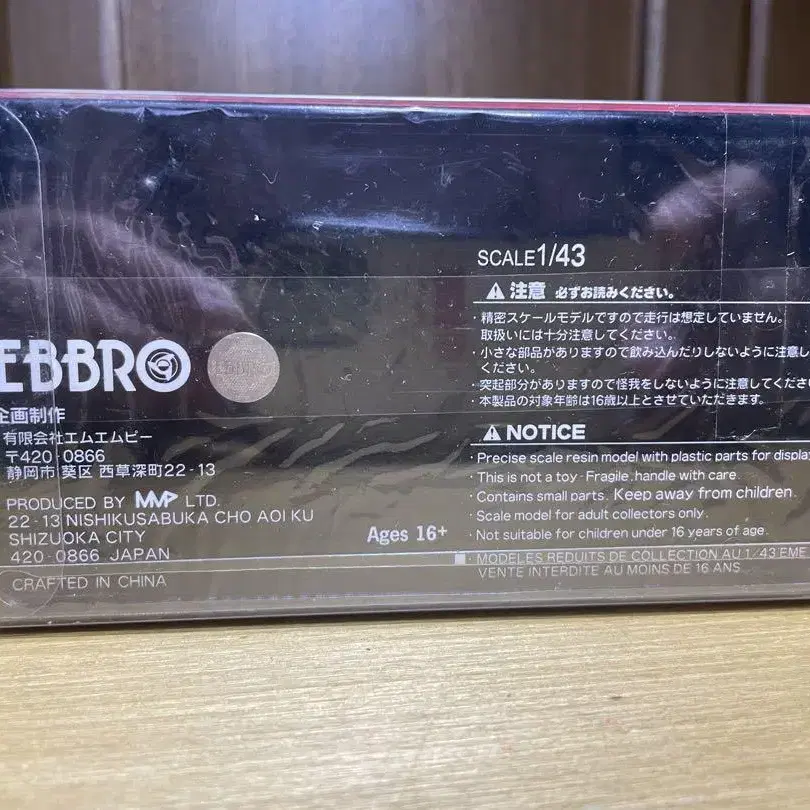 SCALE 1/43
注意 必ずお読みください。
・精密スケールモデルですので走行は想定していません。
取扱いには十分注意してください。
・小さな部品がありますので飲み込んだりしないように注意し
ください。
・突起部分がありますので怪我をしないように注意してくださ
・本製品の対象年齢は16歳以上とさせていただきます。
EBBRO
EBBRO
企画制作
有限会社エムエムピー
〒420-0866
静岡市 葵区 西草深町22-13
PRODUCED BY MMP LTD.
22-13 NISHIKUSABUKA CHO AOI KU
SHIZUOKA CITY
420-0866 JAPAN
CRAFTED IN CHINA
Ages 16+
NOTICE
・Precise scale resin model with plastic parts for display
・This is not a toy - Fragile, handle with care.
・Contains small parts. Keep away from children.
・Scale model for adult collectors only.
・Not suitable for children under 16 years of age.
・MODELES REDUITS DE COLLECTION AU 1/43 EME
VENTE INTERDITE AU MOINS DE 16 ANS